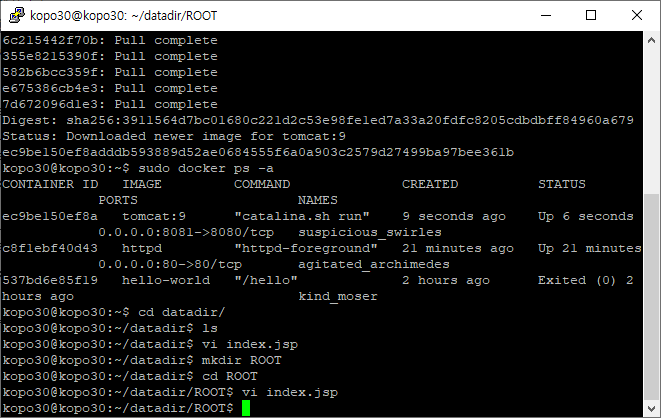 kopo30@kopo30: ~/datadir/ROOT
6c215442f70b: Pull complete
355e8215390f: Pull complete
582b6bcc359f: Pull complete
e675386cb4e3: Pull complete
7d672096d1e3: Pull complete
Digest: sha256:3911564d7bc01680c221d2c53e98fe1ed7a33a20fdfc8205cdbdbff84960a679
Status: Downloaded newer image for tomcat:9
ec9be150ef8adddb593889d52ae0684555f6a0a903c2579d27499ba97bee361b
kopo30@kopo30:~$ sudo docker ps -a
CONTAINER ID   IMAGE         COMMAND              CREATED          STATUS
PORTS                     NAMES
ec9be150ef8a   tomcat:9      "catalina.sh run"    9 seconds ago    Up 6 seconds
0.0.0.0:8081->8080/tcp   suspicious_swirles
c8f1ebf40d43   httpd         "httpd-foreground"   21 minutes ago   Up 21 minutes
0.0.0.0:80->80/tcp       agitated_archimedes
537bd6e85f19   hello-world   "/hello"             2 hours ago      Exited (0) 2
hours ago                             kind_moser
kopo30@kopo30:~$ cd datadir/
kopo30@kopo30:~/datadir$ ls
kopo30@kopo30:~/datadir$ vi index.jsp
kopo30@kopo30:~/datadir$ mkdir ROOT
kopo30@kopo30:~/datadir$ cd ROOT
kopo30@kopo30:~/datadir/ROOT$ vi index.jsp
kopo30@kopo30:~/datadir/ROOT$